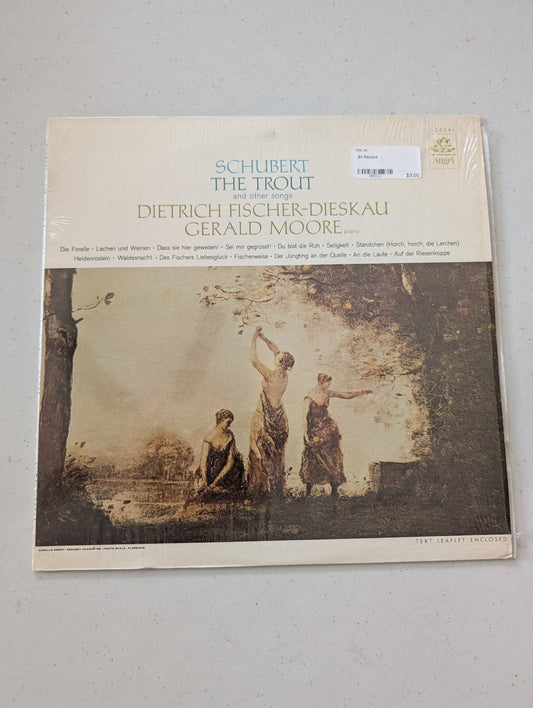 $3 Record
$3.00
Angel
SCHUBERT
THE TROUT
and other songs
DIETRICH FISCHER-DIESKAU
GERALD MOORE, piano
Die Forelle · Lachen und Weinen · Dass sie hier gewesen! · Sei mir gegrüsst! · Du bist die Ruh · Seligkeit · Ständchen (Horch, horch, die Lerchen)
Heidenröslein · Waldesnacht · Des Fischers Liebesglück · Fischerweise · Der Jüngling an der Quelle · An die Laute · Auf der Riesenkoppe
TEXT LEAFLET ENCLOSED